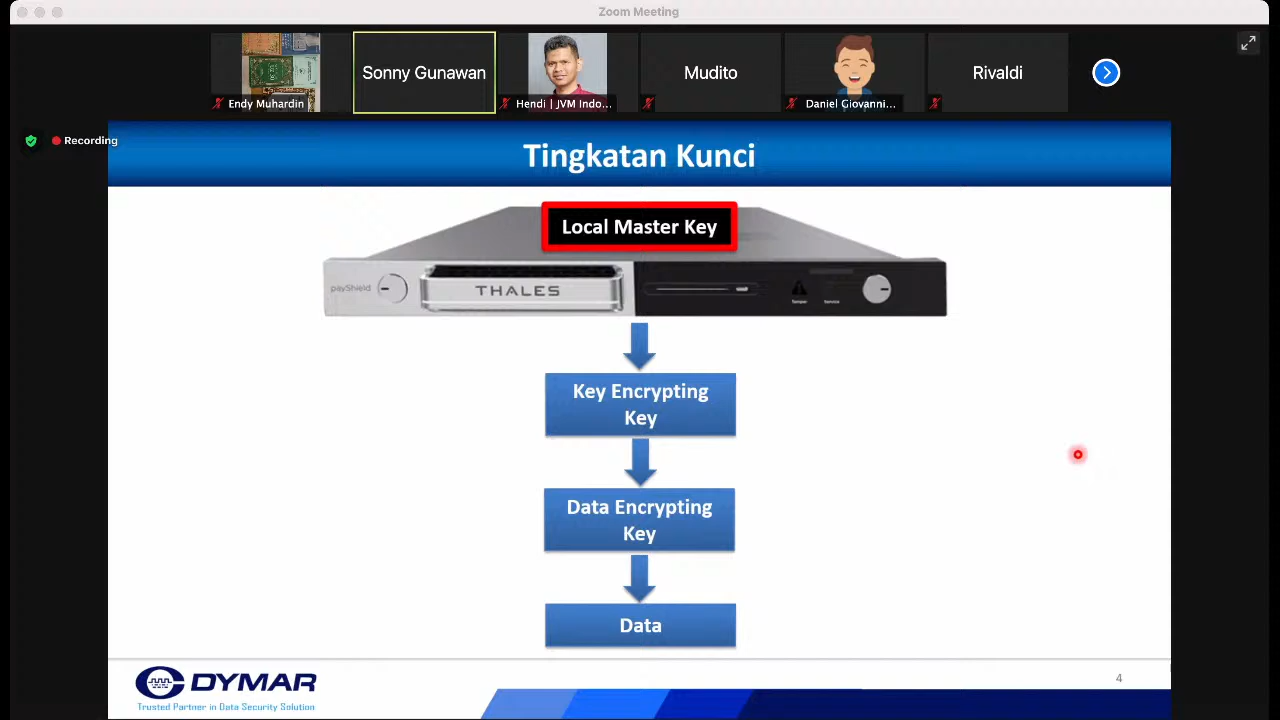 Zoom Meeting
Endy Muhardin
Sonny Gunawan
Hendi | JVM Indo...
Mudito
Daniel Giovanni...
Rivaldi
Recording
Tingkatan Kunci
Local Master Key
payShield
THALES
Tamper
Service
Key Encrypting
Key
Data Encrypting
Key
Data
DYMAR
Trusted Partner in Data Security Solution
4